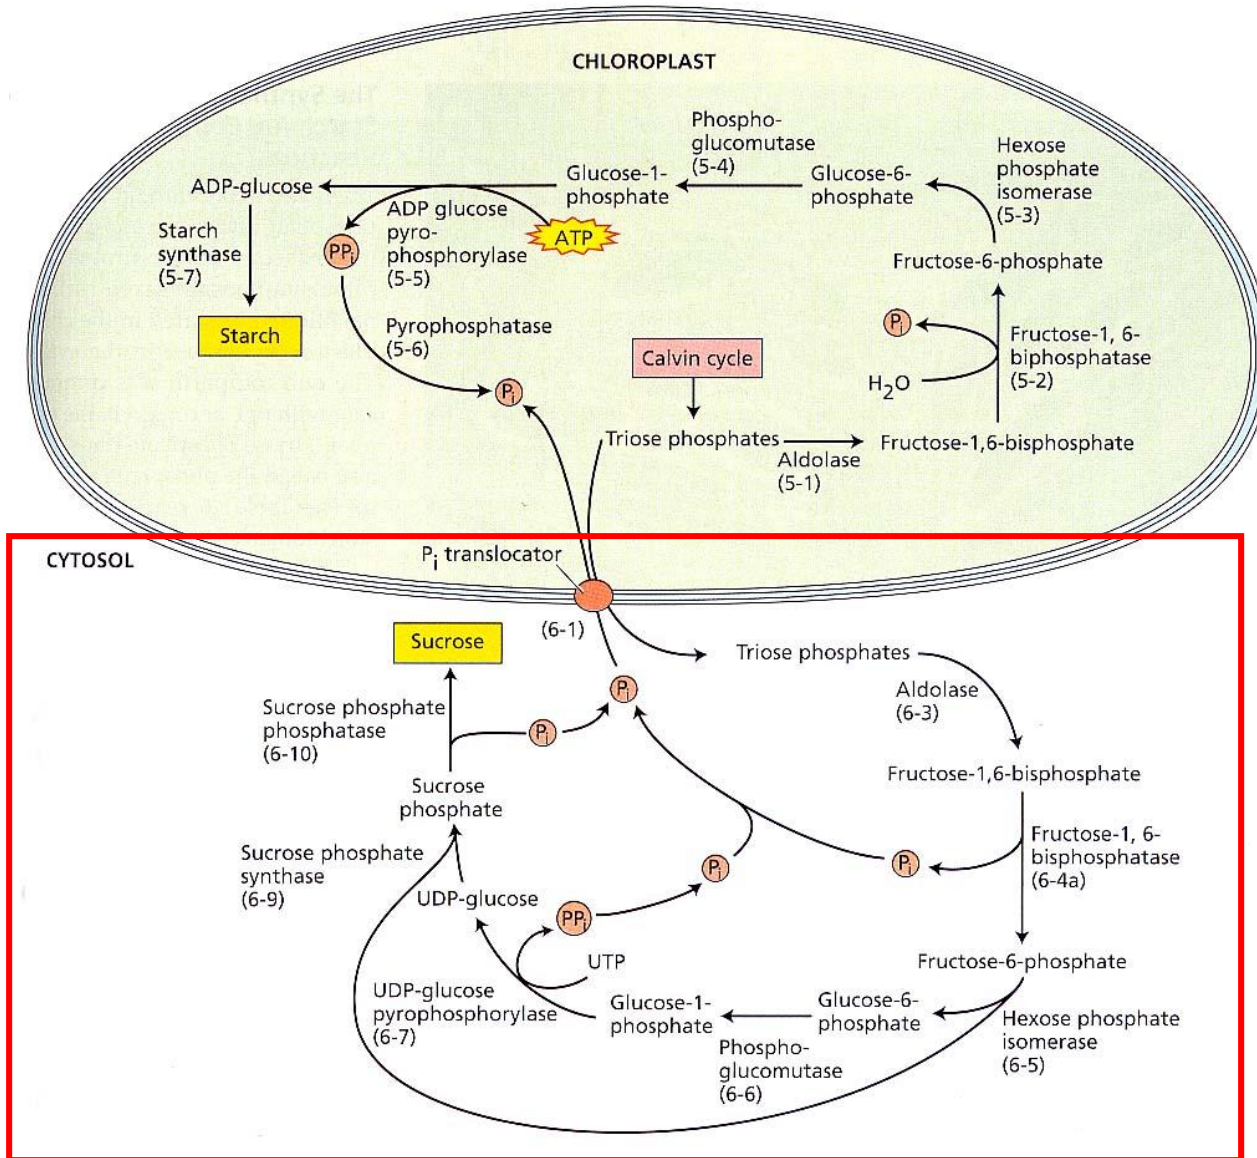 CHLOROPLAST
Phospho-
glucomutase
(5-4)
Hexose
phosphate
isomerase
(5-3)
ADP-glucose
Glucose-1-
phosphate
Glucose-6-
phosphate
Starch
synthase
(5-7)
PPi
ADP glucose
pyro-
phosphorylase
(5-5)
ATP
Fructose-6-phosphate
Starch
Pyrophosphatase
(5-6)
Pi
Fructose-1, 6-
biphosphatase
(5-2)
Calvin cycle
H2O
Pi
Triose phosphates
Aldolase
(5-1)
Fructose-1,6-bisphosphate
CYTOSOL
Pi translocator
(6-1)
Sucrose
Triose phosphates
Aldolase
(6-3)
Pi
Sucrose phosphate
phosphatase
(6-10)
Pi
Fructose-1,6-bisphosphate
Sucrose
phosphate
Fructose-1, 6-
bisphosphatase
(6-4a)
Sucrose phosphate
synthase
(6-9)
Pi
Pi
UDP-glucose
PPi
UTP
Fructose-6-phosphate
UDP-glucose
pyrophosphorylase
(6-7)
Glucose-1-
phosphate
Glucose-6-
phosphate
Hexose phosphate
isomerase
(6-5)
Phospho-
glucomutase
(6-6)